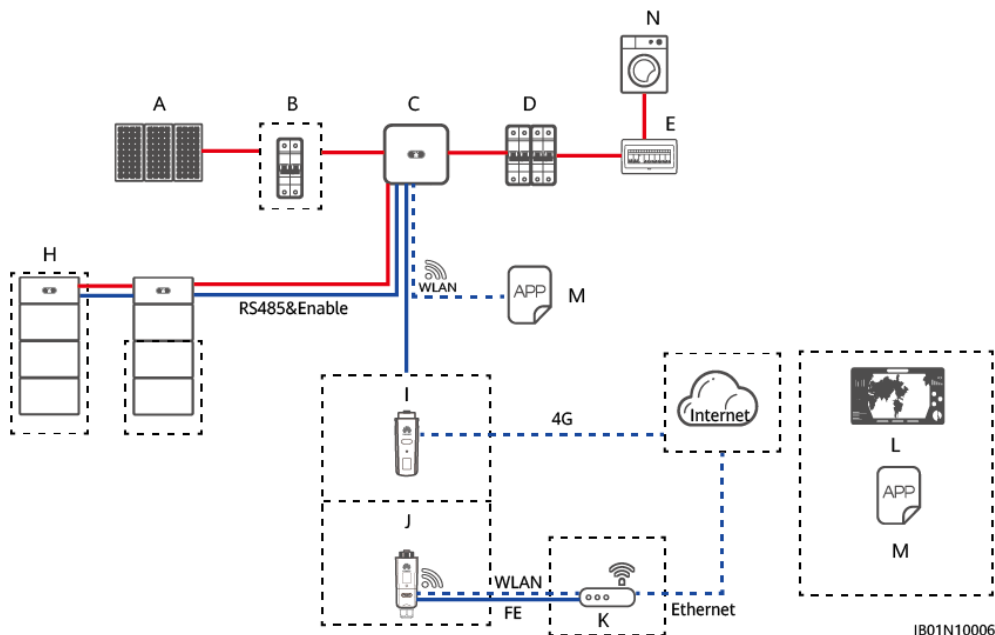 N
A
B
C
D
E
H
WLAN
RS485&Enable
APP
M
I
4G
Internet
L
APP
M
J
WLAN
FE
K
Ethernet
IB01N10006